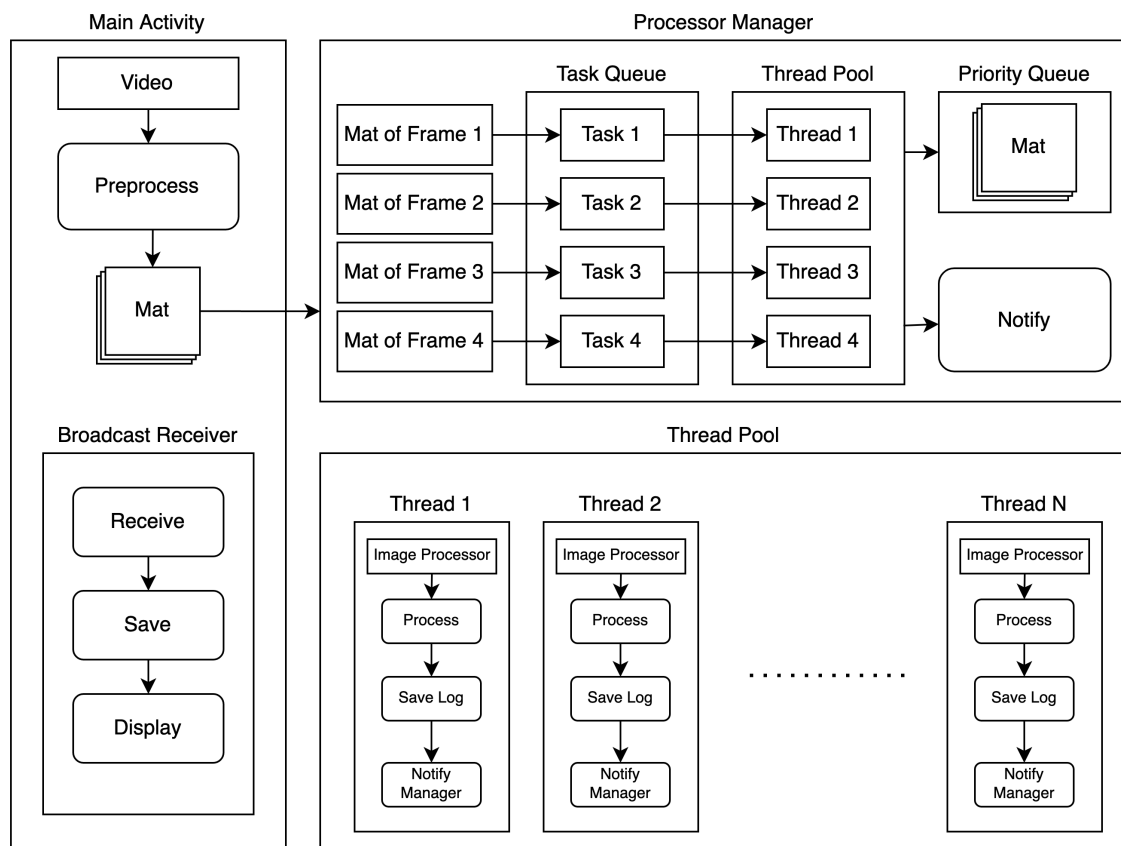 Main Activity
Video
Preprocess
Mat
Broadcast Receiver
Receive
Save
Display
Processor Manager
Task Queue
Thread Pool
Priority Queue
Mat of Frame 1
Task 1
Thread 1
Mat of Frame 2
Task 2
Thread 2
Mat of Frame 3
Task 3
Thread 3
Mat of Frame 4
Task 4
Thread 4
Mat
Notify
Thread Pool
Thread 1
Image Processor
Process
Save Log
Notify
Manager
Thread 2
Image Processor
Process
Save Log
Notify
Manager
............
Thread N
Image Processor
Process
Save Log
Notify
Manager